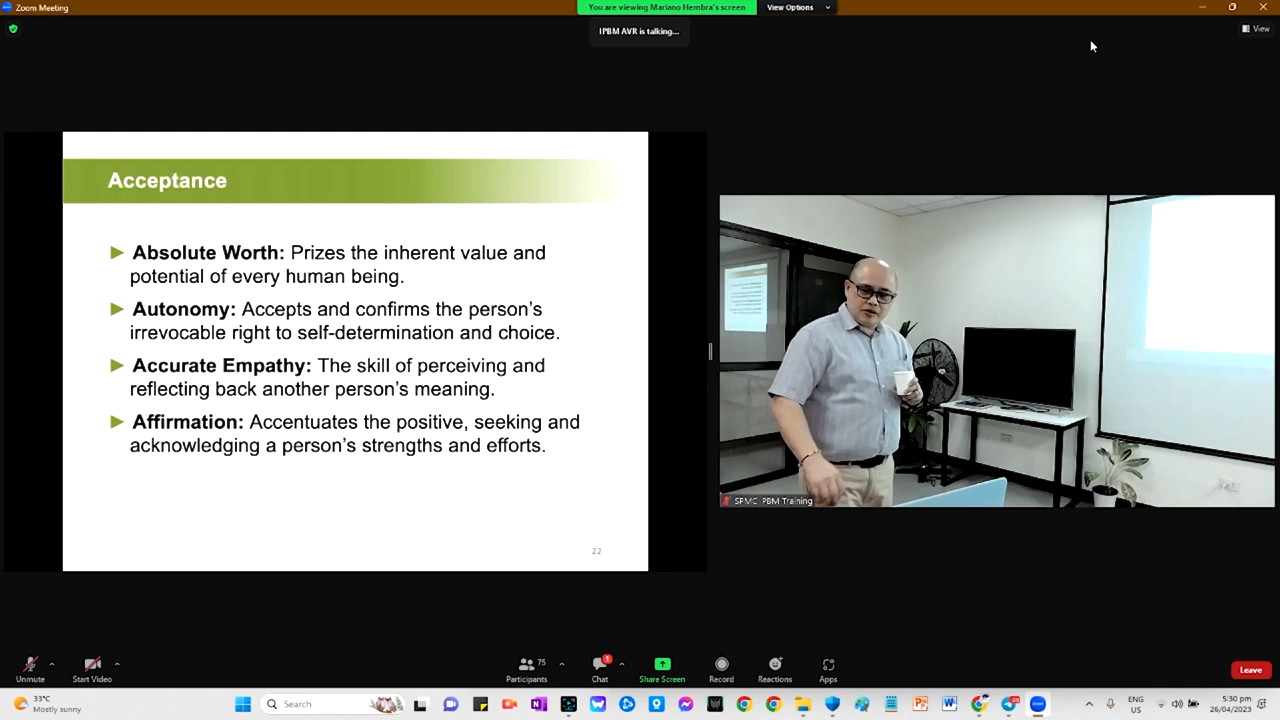 Zoom Meeting
You are viewing Mariano Hembra's screen
View Options
IPBM AVR is talking...
View
Acceptance
Absolute Worth: Prizes the inherent value and
potential of every human being.
Autonomy: Accepts and confirms the person's
irrevocable right to self-determination and choice.
Accurate Empathy: The skill of perceiving and
reflecting back another person's meaning.
Affirmation: Accentuates the positive, seeking and
acknowledging a person's strengths and efforts.
22
SPMC IPBM Training
Unmute
Start Video
75
Participants
1
Chat
Share Screen
Record
Reactions
Apps
Leave
33°C
Mostly sunny
Search
ENG
US
5:30 pm
26/04/2023